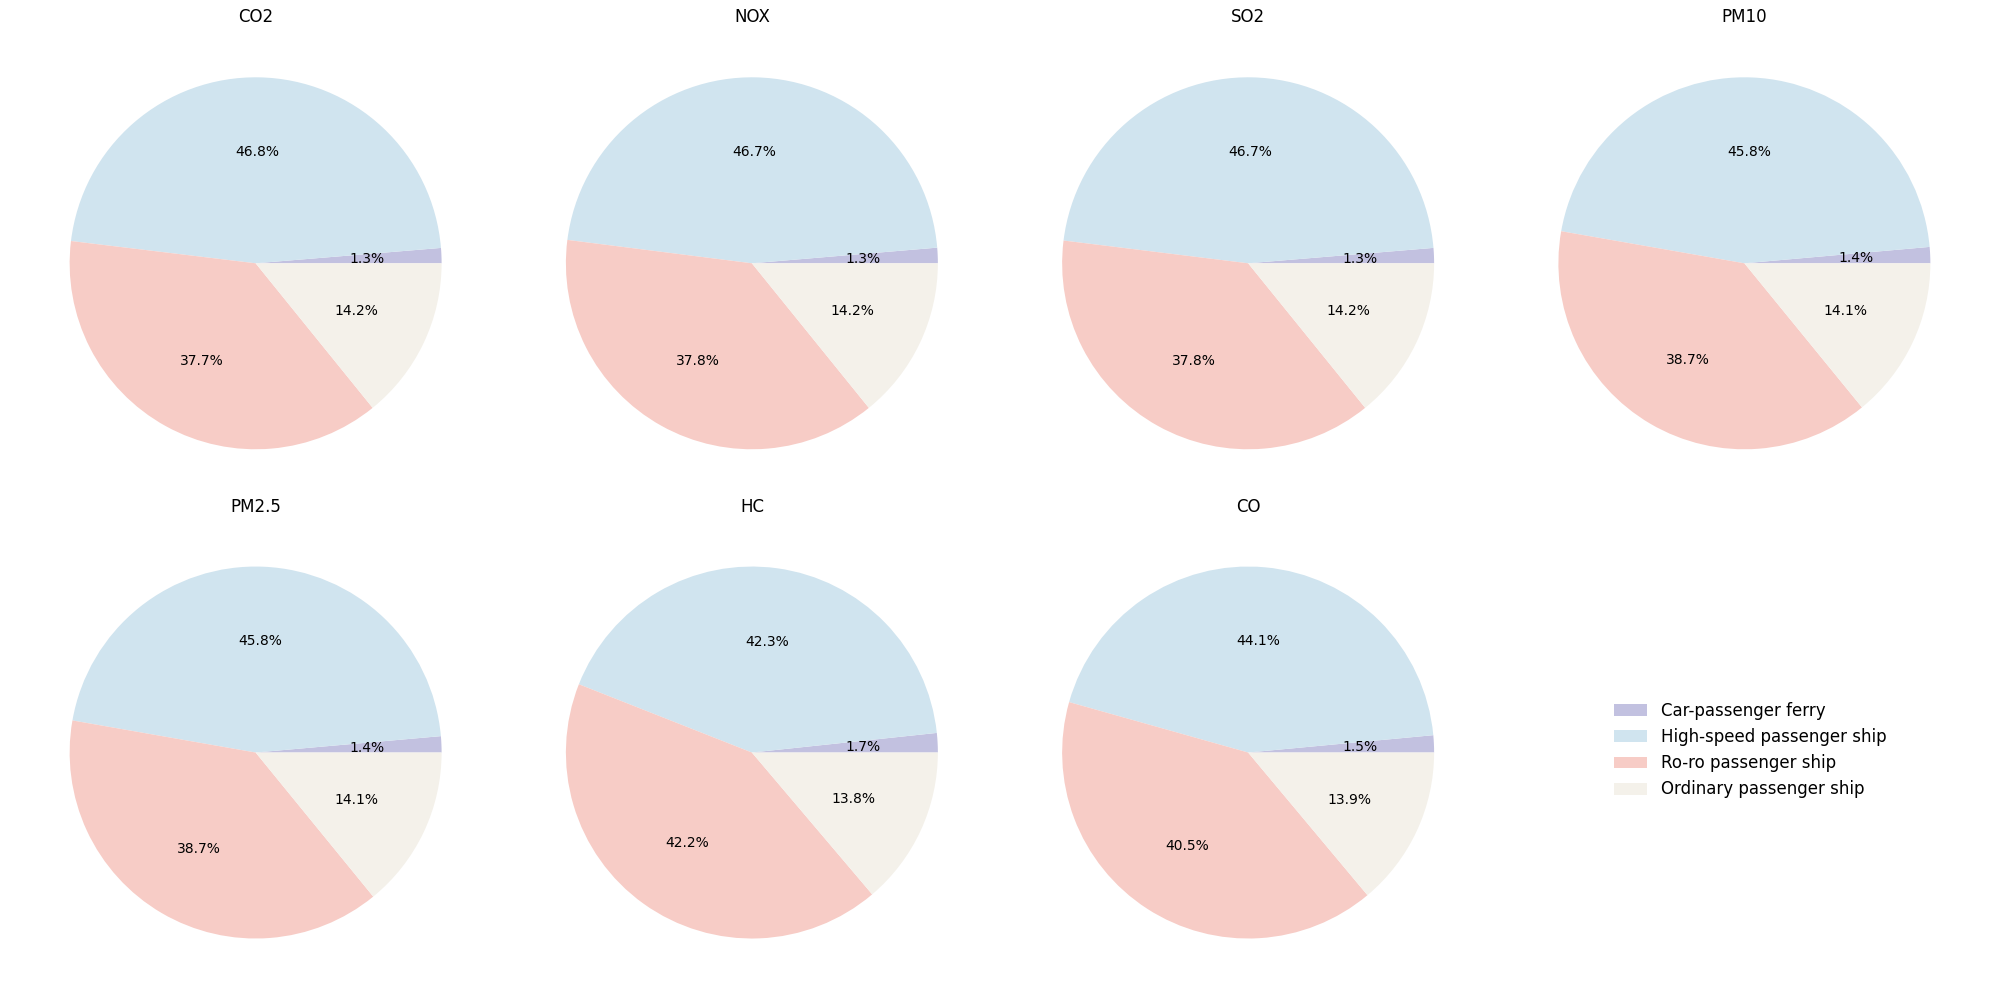 CO2
NOX
SO2
PM10
46.8%
46.7%
46.7%
45.8%
1.3%
1.3%
1.3%
1.4%
14.2%
14.2%
14.2%
14.1%
37.7%
37.8%
37.8%
38.7%
PM2.5
HC
CO
45.8%
42.3%
44.1%
1.4%
1.7%
1.5%
14.1%
13.8%
13.9%
38.7%
42.2%
40.5%
Car-passenger ferry
High-speed passenger ship
Ro-ro passenger ship
Ordinary passenger ship